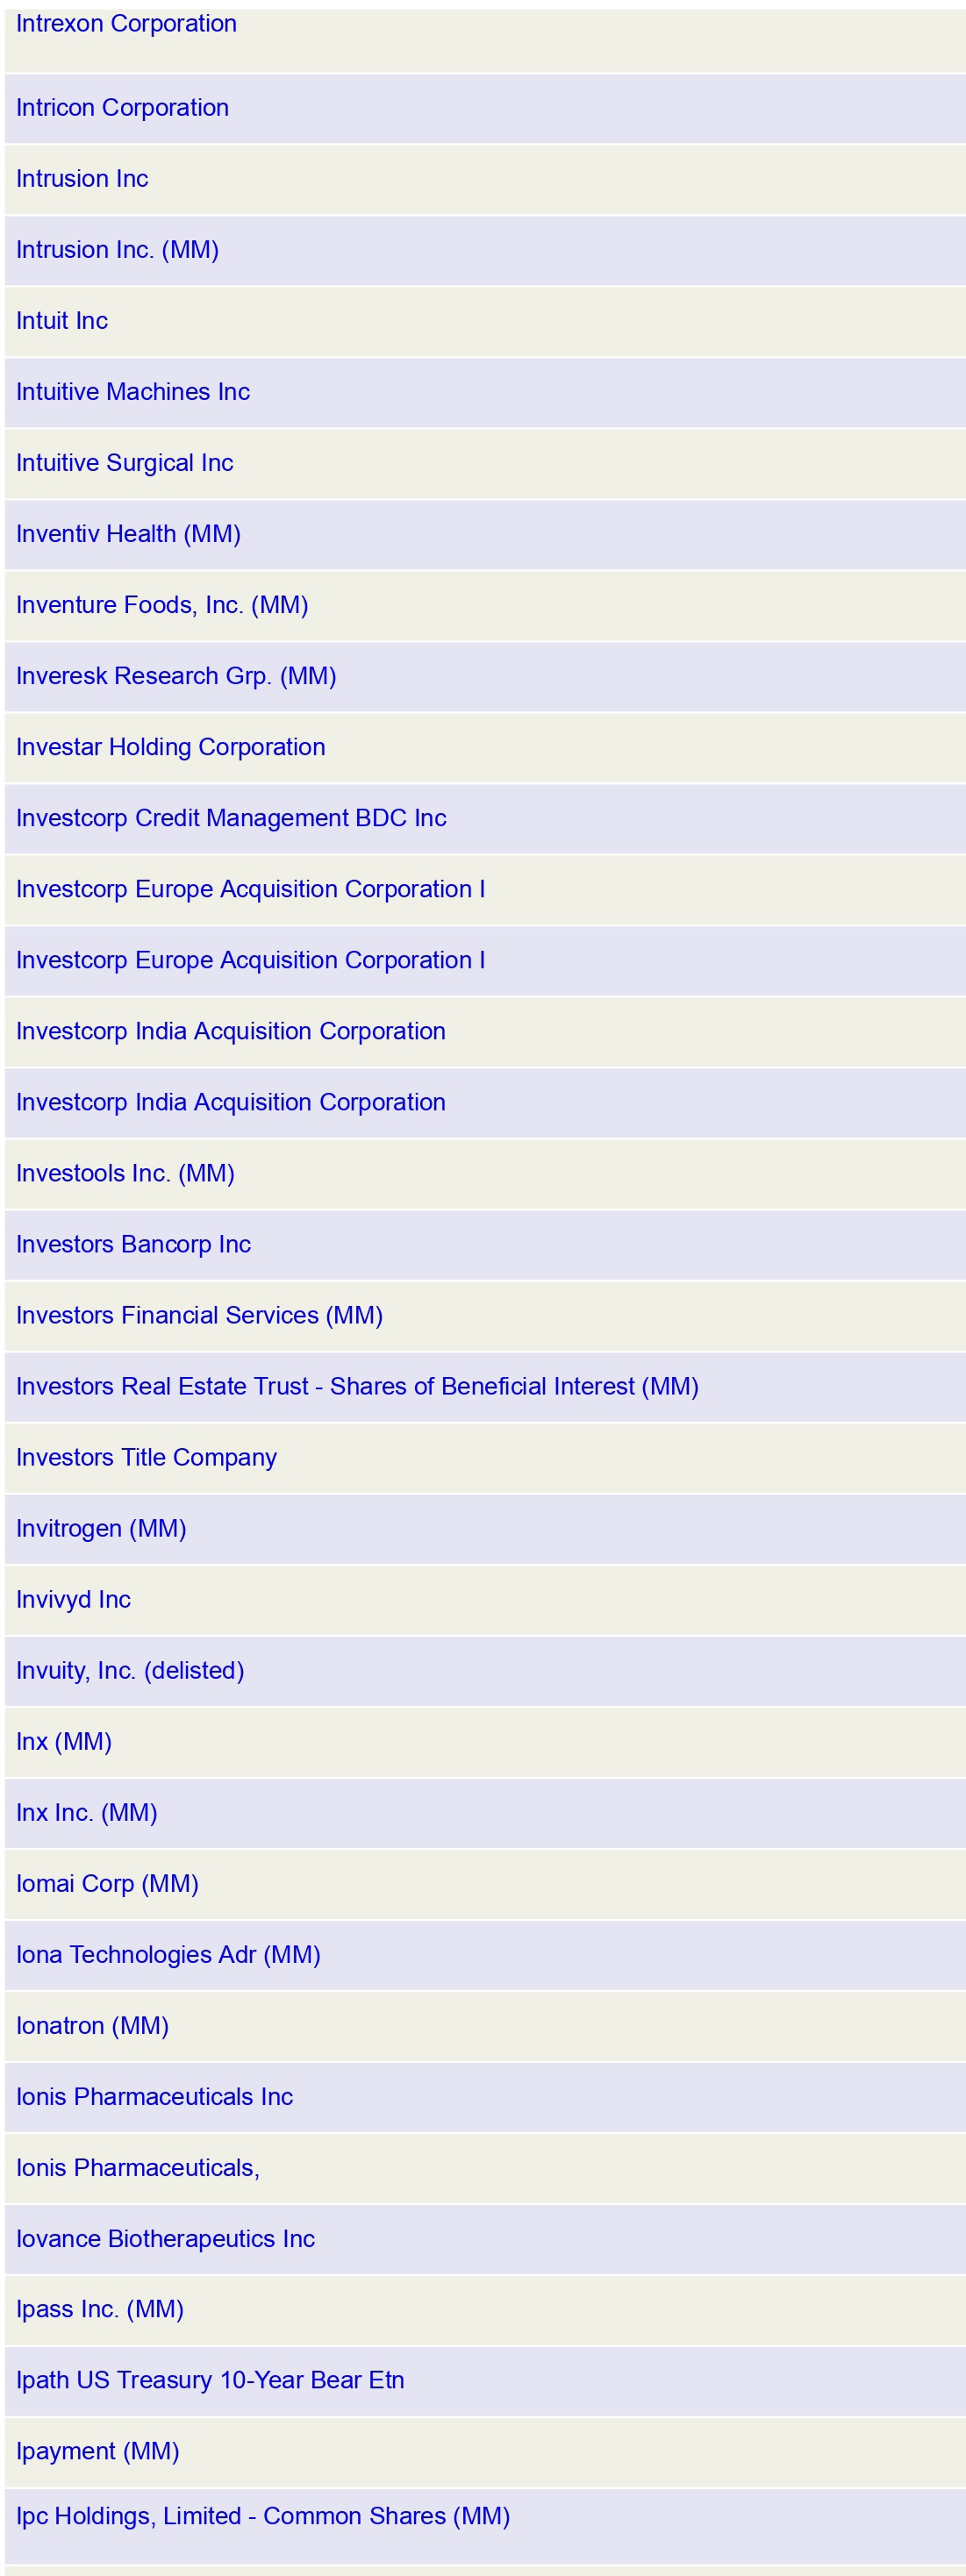 Intrexon Corporation
Intricon Corporation
Intrusion Inc
Intrusion Inc. (MM)
Intuit Inc
Intuitive Machines Inc
Intuitive Surgical Inc
Inventiv Health (MM)
Inventure Foods, Inc. (MM)
Inveresk Research Grp. (MM)
Investar Holding Corporation
Investcorp Credit Management BDC Inc
Investcorp Europe Acquisition Corporation I
Investcorp Europe Acquisition Corporation I
Investcorp India Acquisition Corporation
Investcorp India Acquisition Corporation
Investools Inc. (MM)
Investors Bancorp Inc
Investors Financial Services (MM)
Investors Real Estate Trust - Shares of Beneficial Interest (MM)
Investors Title Company
Invitrogen (MM)
Invivyd Inc
Invuity, Inc. (delisted)
Inx (MM)
Inx Inc. (MM)
Iomai Corp (MM)
Iona Technologies Adr (MM)
Ionatron (MM)
Ionis Pharmaceuticals Inc
Ionis Pharmaceuticals,
Iovance Biotherapeutics Inc
Ipass Inc. (MM)
Ipath US Treasury 10-Year Bear Etn
Ipayment (MM)
Ipc Holdings, Limited - Common Shares (MM)